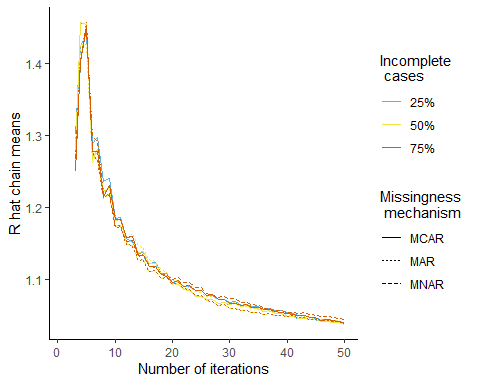 1.4
1.3
1.2
1.1
R hat chain means
0
10
20
30
40
50
Number of iterations
Incomplete
cases
25%
50%
75%
Missingness
mechanism
MCAR
MAR
MNAR